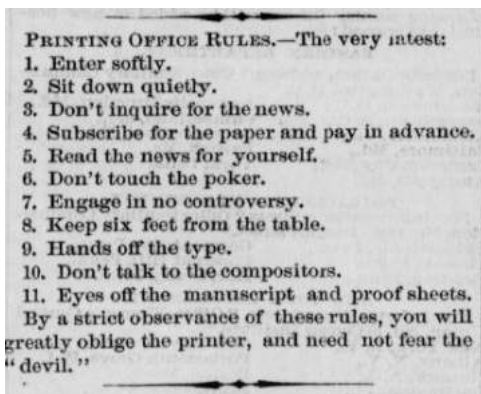 PRINTING OFFICE RULES.—The very latest:
1. Enter softly.
2. Sit down quietly.
3. Don't inquire for the news.
4. Subscribe for the paper and pay in advance.
5. Read the news for yourself.
6. Don't touch the poker.
7. Engage in no controversy.
8. Keep six feet from the table.
9. Hands off the type.
10. Don't talk to the compositors.
11. Eyes off the manuscript and proof sheets.
By a strict observance of these rules, you will
greatly oblige the printer, and need not fear the
"devil."